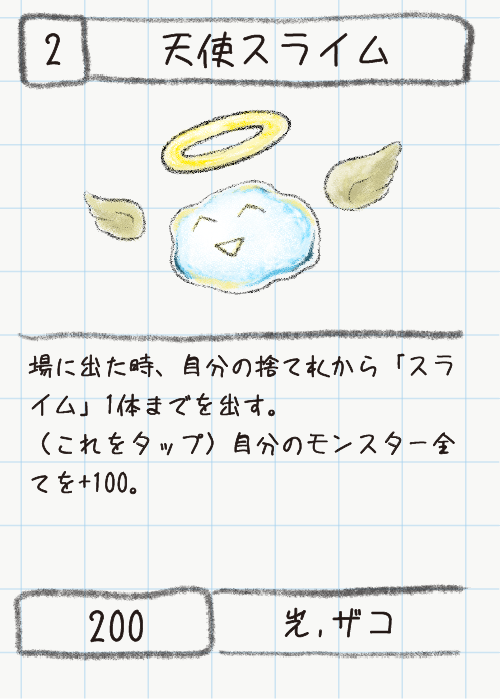 2
天使スライム
場に出た時、自分の捨て札から「スラ
イム」1体までを出す。
（これをタップ）自分のモンスター全
てを+100。
200
光,ザコ